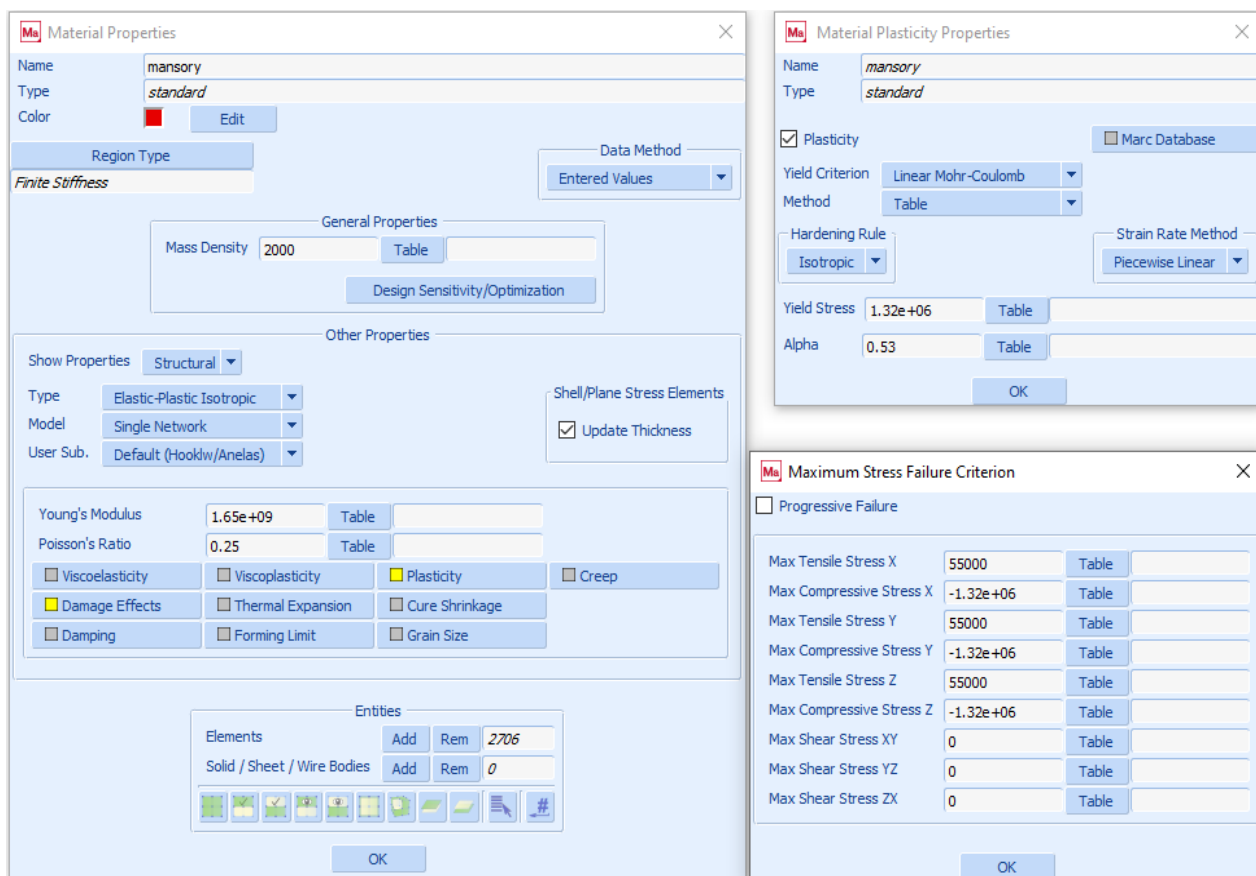 Ma Material Properties
Name mansory
Type standard
Color Edit
Region Type
Finite Stiffness
Data Method
Entered Values
General Properties
Mass Density 2000 Table
Design Sensitivity/Optimization
Other Properties
Show Properties Structural
Type Elastic-Plastic Isotropic
Model Single Network
User Sub. Default (Hooklw/Anelas)
Shell/Plane Stress Elements
Update Thickness
Young's Modulus 1.65e+09 Table
Poisson's Ratio 0.25 Table
Viscoelasticity Viscoplasticity Plasticity Creep
Damage Effects Thermal Expansion Cure Shrinkage
Damping Forming Limit Grain Size
Entities
Elements Add Rem 2706
Solid / Sheet / Wire Bodies Add Rem 0
#
OK
Ma Material Plasticity Properties
Name mansory
Type standard
Plasticity Marc Database
Yield Criterion Linear Mohr-Coulomb
Method Table
Hardening Rule Strain Rate Method
Isotropic Piecewise Linear
Yield Stress 1.32e+06 Table
Alpha 0.53 Table
OK
Ma Maximum Stress Failure Criterion
Progressive Failure
Max Tensile Stress X 55000 Table
Max Compressive Stress X -1.32e+06 Table
Max Tensile Stress Y 55000 Table
Max Compressive Stress Y -1.32e+06 Table
Max Tensile Stress Z 55000 Table
Max Compressive Stress Z -1.32e+06 Table
Max Shear Stress XY 0 Table
Max Shear Stress YZ 0 Table
Max Shear Stress ZX 0 Table
OK